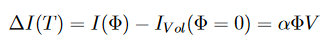 ΔI(T) = I(Φ) − I_{Vol}(Φ = 0) = αΦV